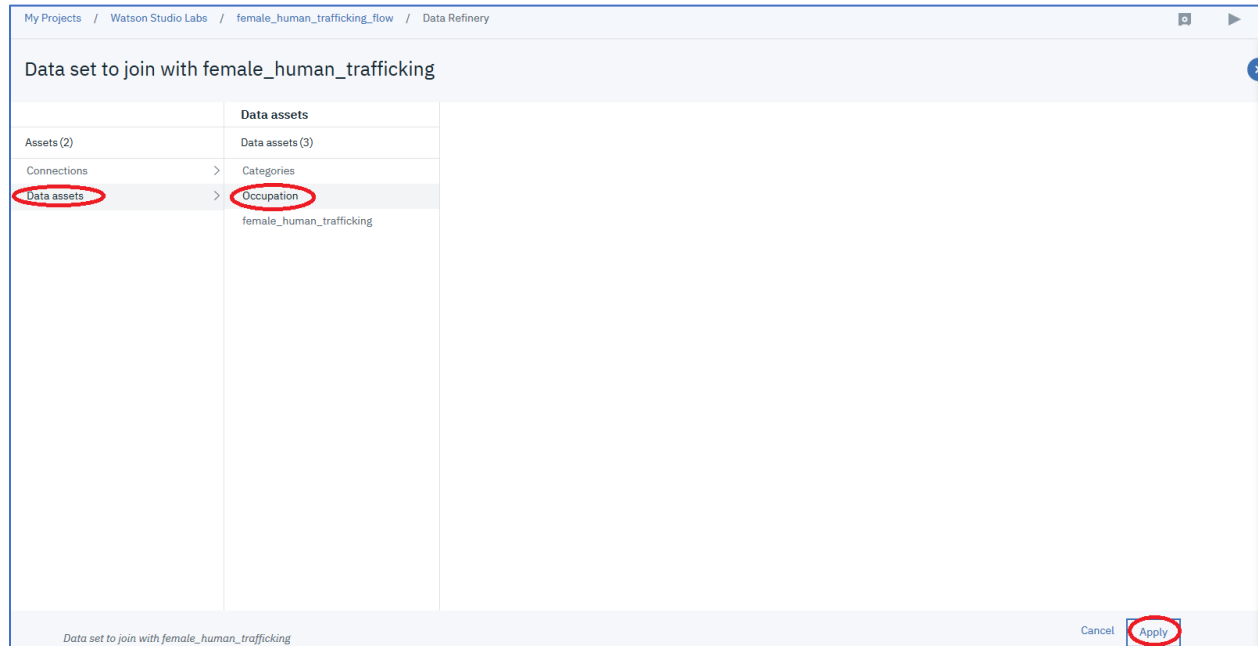 My Projects / Watson Studio Labs / female_human_trafficking_flow / Data Refinery
Data set to join with female_human_trafficking
Data assets
Assets (2)
Data assets (3)
Connections >
Categories
Data assets >
Occupation
female_human_trafficking
Data set to join with female_human_trafficking
Cancel
Apply